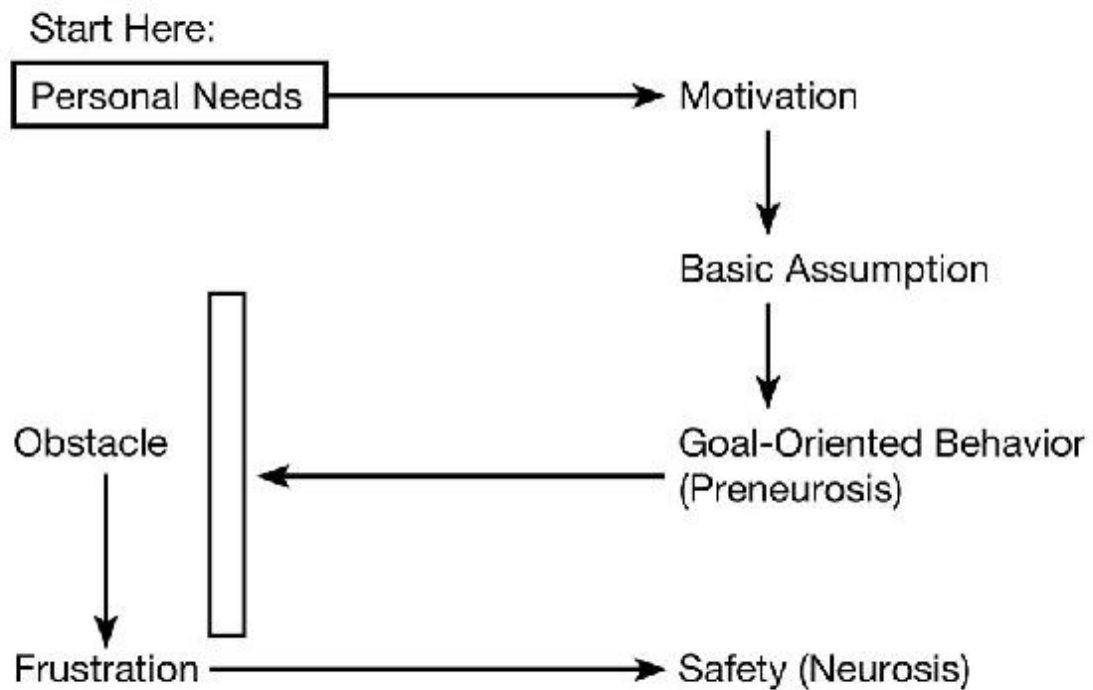 Start Here:
Personal Needs
Motivation
Basic Assumption
Obstacle
Goal-Oriented Behavior
(Preneurosis)
Frustration
Safety (Neurosis)